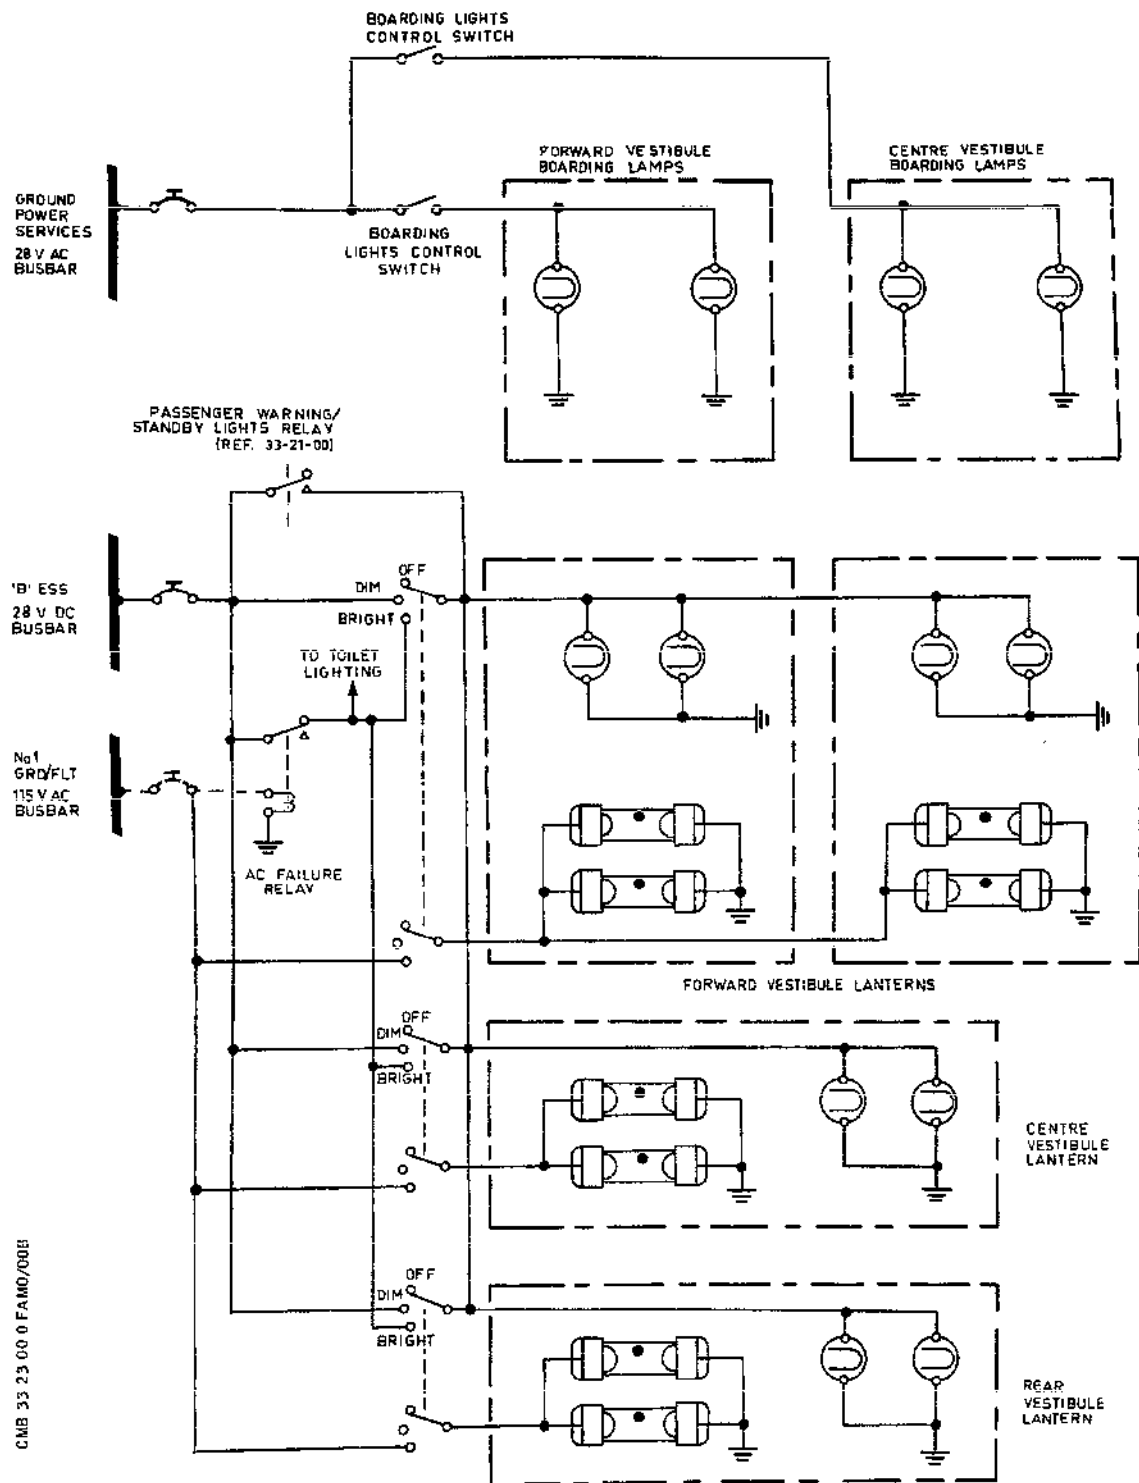 BOARDING LIGHTS
CONTROL SWITCH
FORWARD VESTIBULE
BOARDING LAMPS
CENTRE VESTIBULE
BOARDING LAMPS
GROUND
POWER
SERVICES
28 V AC
BUSBAR
BOARDING
LIGHTS CONTROL
SWITCH
PASSENGER WARNING/
STANDBY LIGHTS RELAY
(REF. 33-21-00)
'B' ESS
28 V DC
BUSBAR
OFF
DIM
BRIGHT
TO TOILET
LIGHTING
No1
GRD/FLT
115 V AC
BUSBAR
AC FAILURE
RELAY
FORWARD VESTIBULE LANTERNS
OFF
DIM
BRIGHT
CENTRE
VESTIBULE
LANTERN
OFF
DIM
BRIGHT
REAR
VESTIBULE
LANTERN
CMB 33 23 00 0 FAM0/00B